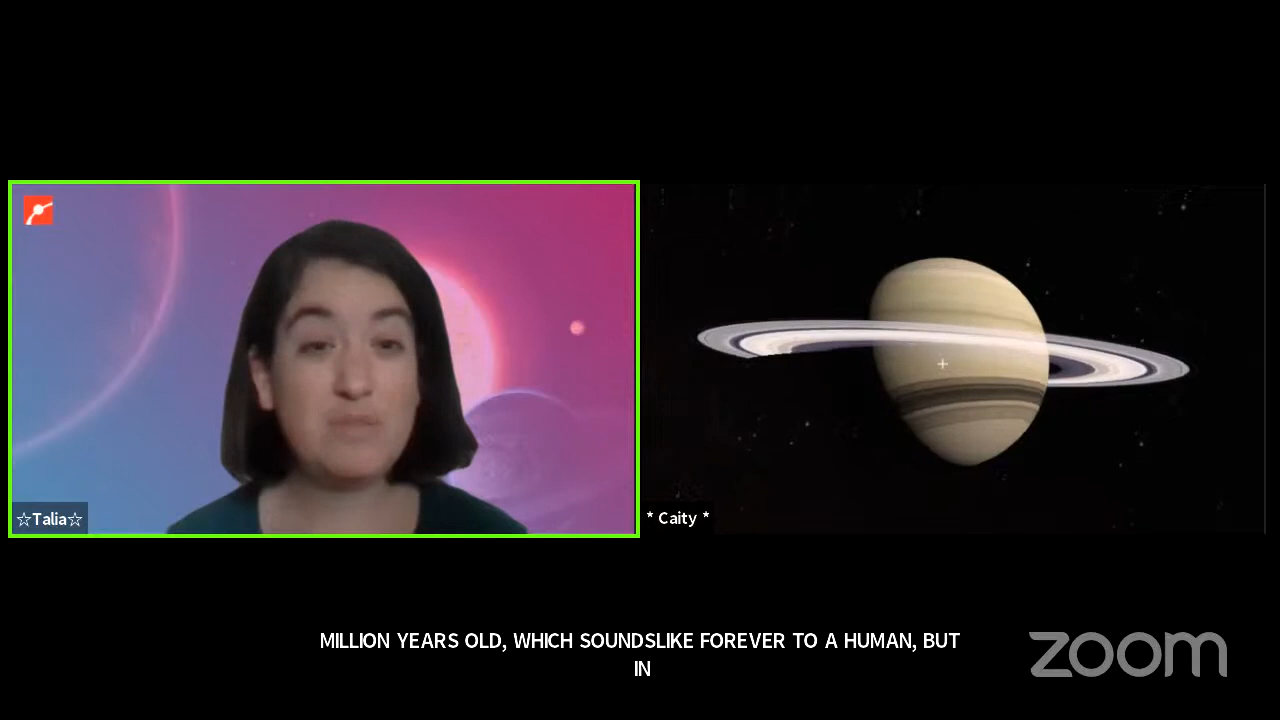 ☆Talia☆
* Caity *
MILLION YEARS OLD, WHICH SOUNDSLIKE FOREVER TO A HUMAN, BUT
IN
zoom